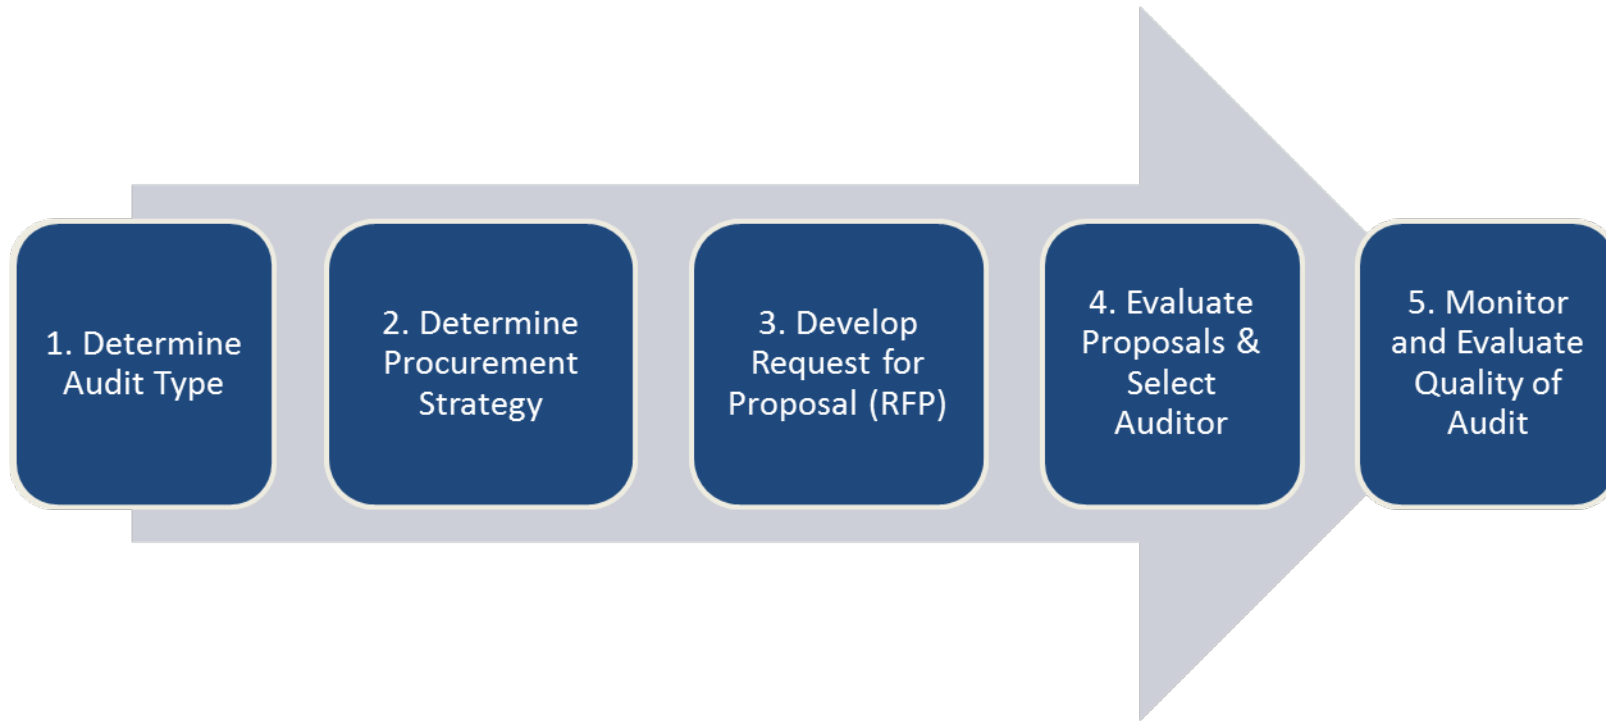 1. Determine
Audit Type
2. Determine
Procurement
Strategy
3. Develop
Request for
Proposal (RFP)
4. Evaluate
Proposals &
Select
Auditor
5. Monitor
and Evaluate
Quality of
Audit